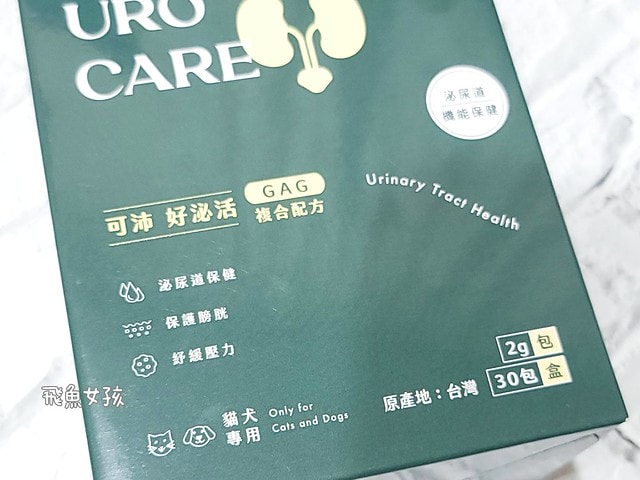 URO
CARE
泌尿道
機能保健
可沛 好泌活
GAG
複合配方
Urinary Tract Health
泌尿道保健
保護膀胱
紓緩壓力
貓犬
專用
Only for
Cats and Dogs
2g 包
30包 盒
原產地：台灣
飛魚女孩